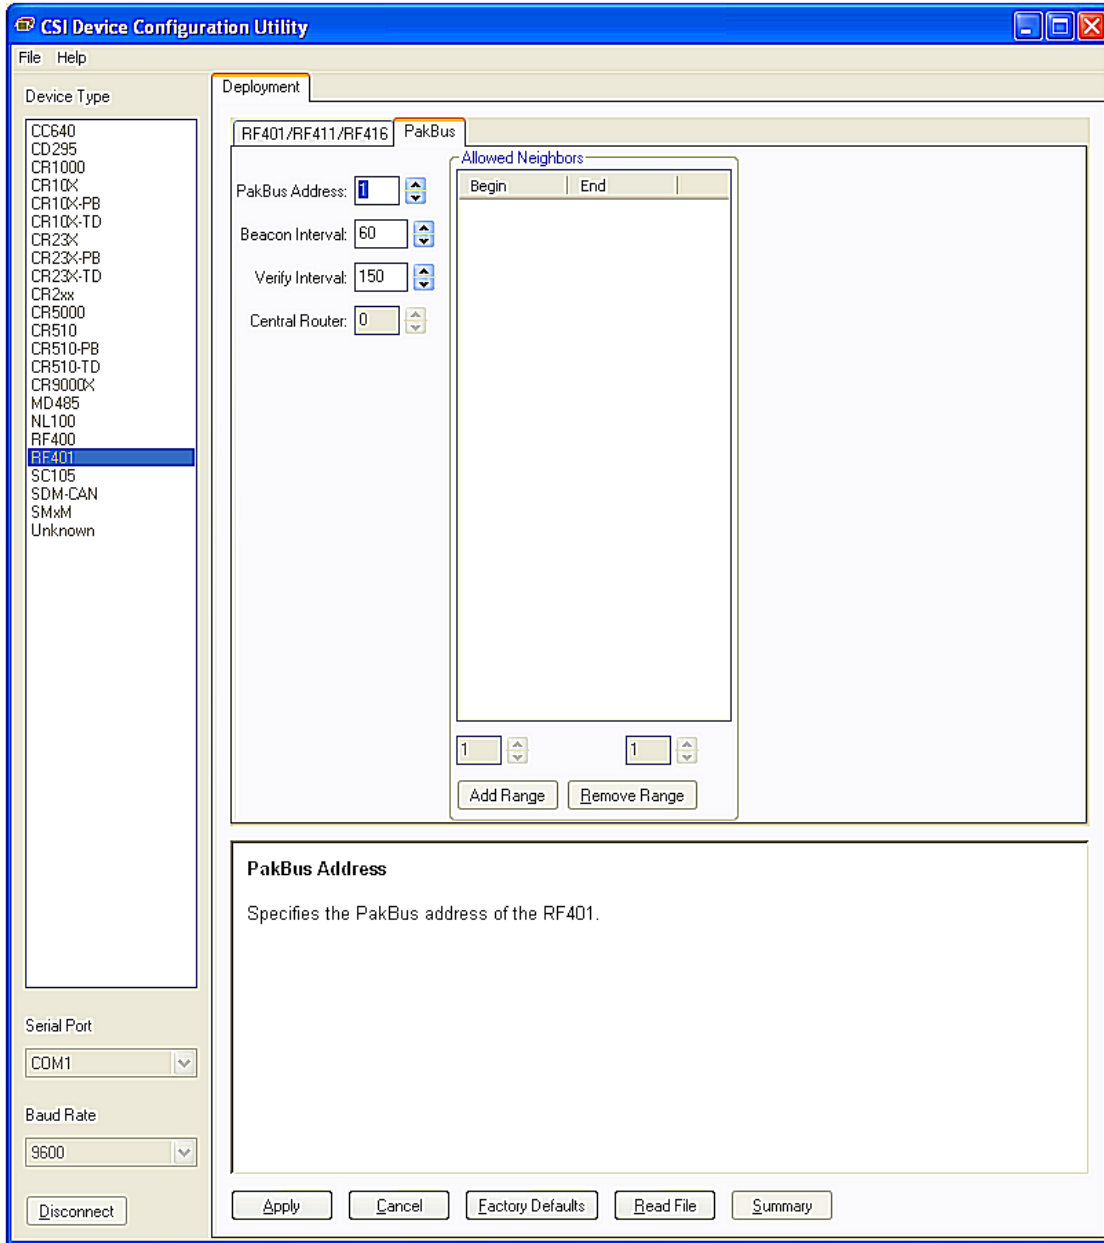 CSI Device Configuration Utility
File Help
Device Type
CC640
CD295
CR1000
CR10X
CR10X-PB
CR10X-TD
CR23X
CR23X-PB
CR23X-TD
CR2xx
CR5000
CR510
CR510-PB
CR510-TD
CR9000X
MD485
NL100
RF400
RF401
SC105
SDM-CAN
SMxM
Unknown
Serial Port
COM1
Baud Rate
9600
Disconnect
Deployment
RF401/RF411/RF416 PakBus
PakBus Address: 1
Beacon Interval: 60
Verify Interval: 150
Central Router: 0
Allowed Neighbors
Begin End
1 1
Add Range Remove Range
PakBus Address
Specifies the PakBus address of the RF401.
Apply Cancel Factory Defaults Read File Summary